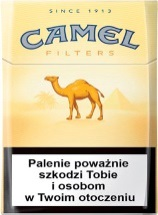 SINCE 1913
CAMEL
FILTERS
Palenie poważnie
szkodzi Tobie
i osobom
w Twoim otoczeniu